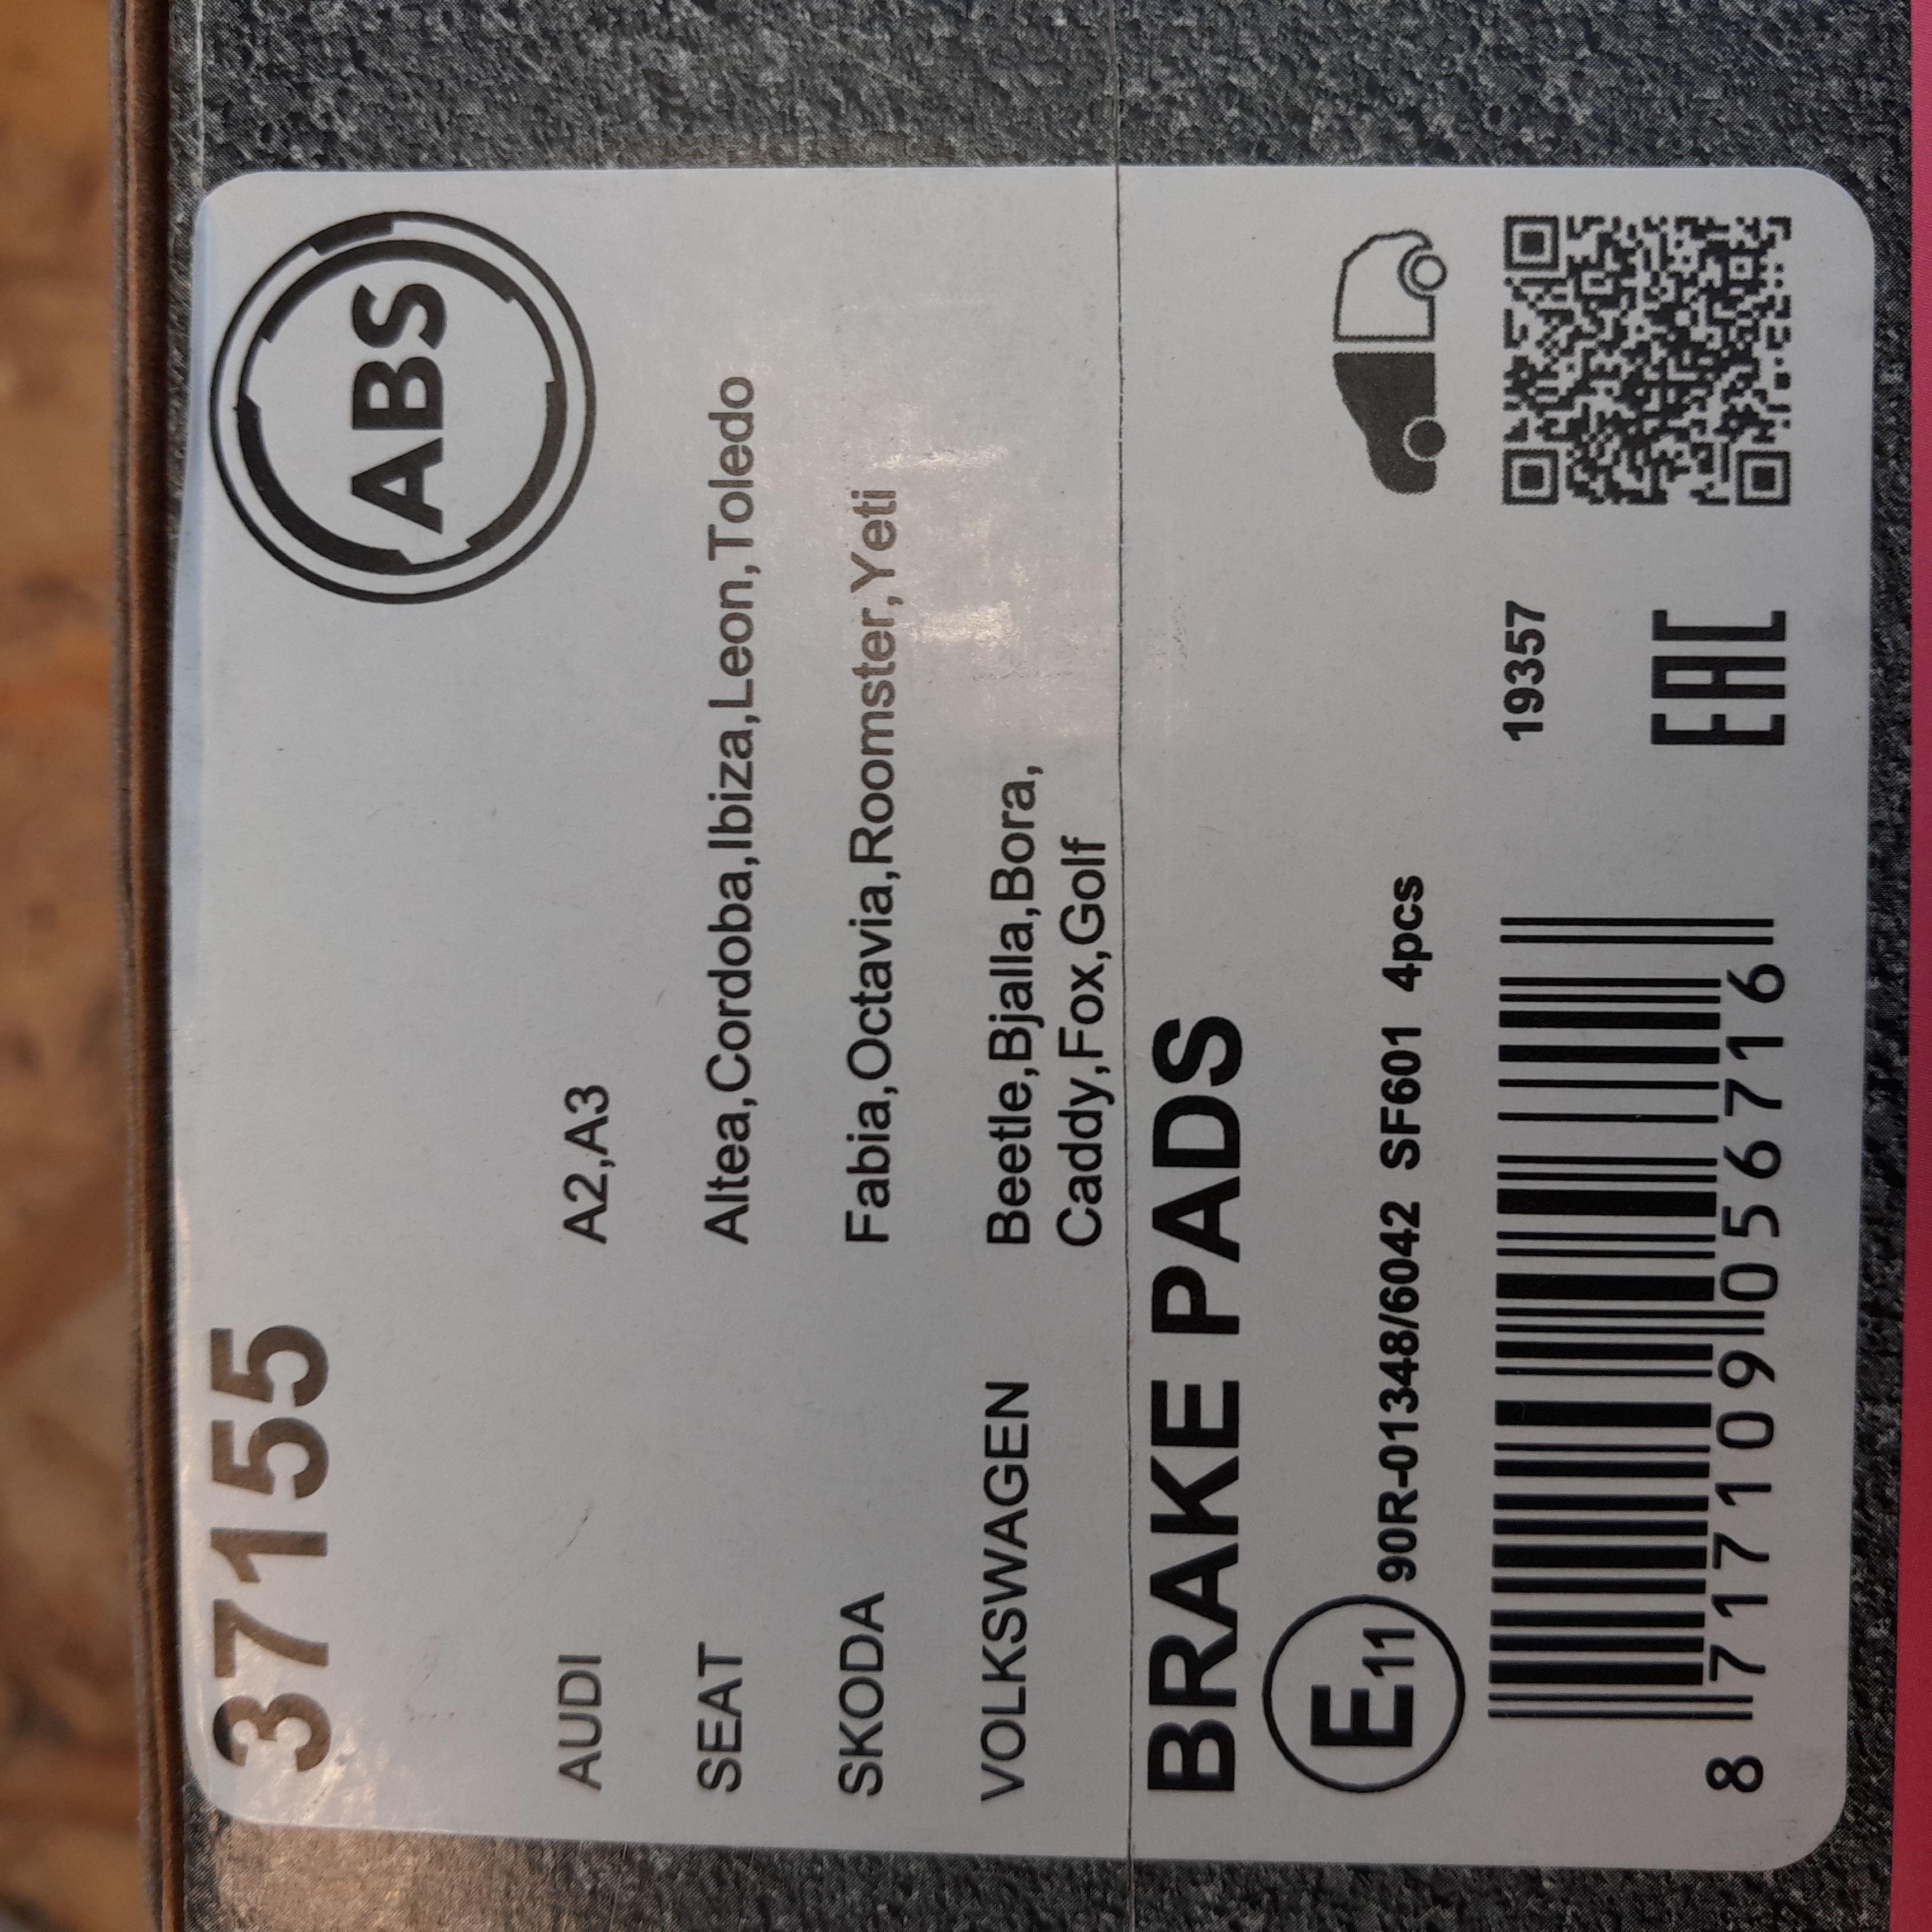 37155
ABS
AUDI A2,A3
SEAT Altea,Cordoba,Ibiza,Leon,Toledo
SKODA Fabia,Octavia,Roomster,Yeti
VOLKSWAGEN Beetle,Bjalla,Bora,
Caddy,Fox,Golf
BRAKE PADS
E11 90R-01348/6042 SF601 4pcs
19357
EAC
8 717109 056716